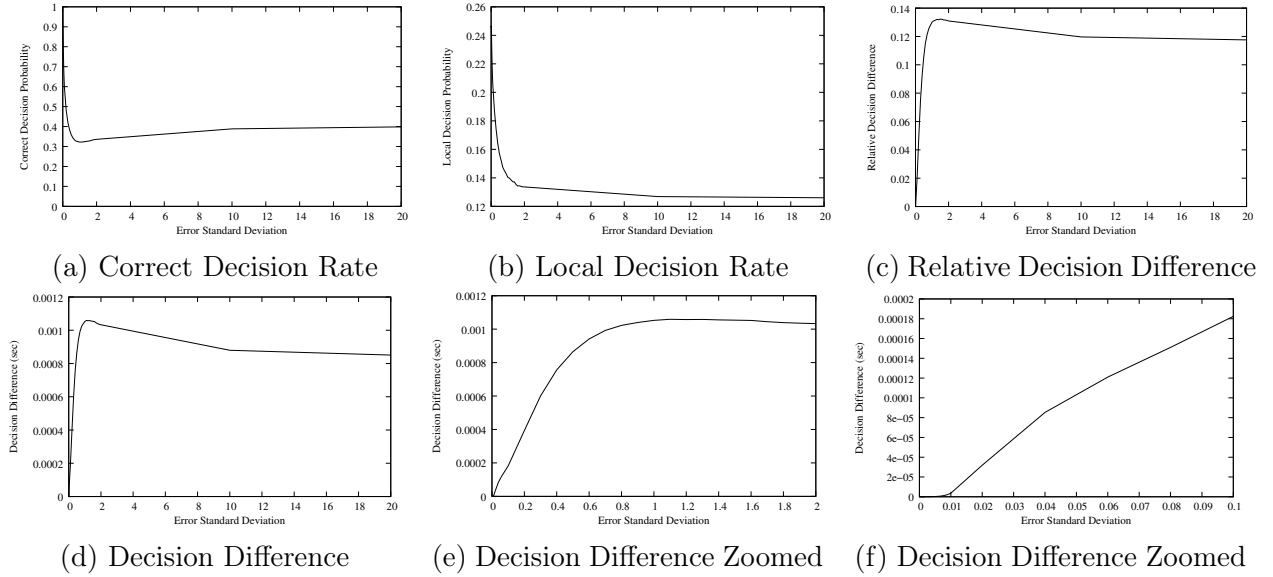 1
0.9
0.8
0.7
0.6
0.5
0.4
0.3
0.2
0.1
0
Correct Decision Probability
0 2 4 6 8 10 12 14 16 18 20
Error Standard Deviation
(a) Correct Decision Rate
0.26
0.24
0.22
0.2
0.18
0.16
0.14
0.12
Local Decision Probability
0 2 4 6 8 10 12 14 16 18 20
Error Standard Deviation
(b) Local Decision Rate
0.14
0.12
0.1
0.08
0.06
0.04
0.02
0
Relative Decision Difference
0 2 4 6 8 10 12 14 16 18 20
Error Standard Deviation
(c) Relative Decision Difference
0.0012
0.001
0.0008
0.0006
0.0004
0.0002
0
Decision Difference (sec)
0 2 4 6 8 10 12 14 16 18 20
Error Standard Deviation
(d) Decision Difference
0.0012
0.001
0.0008
0.0006
0.0004
0.0002
0
Decision Difference (sec)
0 0.2 0.4 0.6 0.8 1 1.2 1.4 1.6 1.8 2
Error Standard Deviation
(e) Decision Difference Zoomed
0.0002
0.00018
0.00014
0.00012
0.0001
8e−05
6e−05
4e−05
2e−05
0
Decision Difference (sec)
0 0.01 0.02 0.03 0.04 0.05 0.06 0.07 0.08 0.09 0.1
Error Standard Deviation
(f) Decision Difference Zoomed